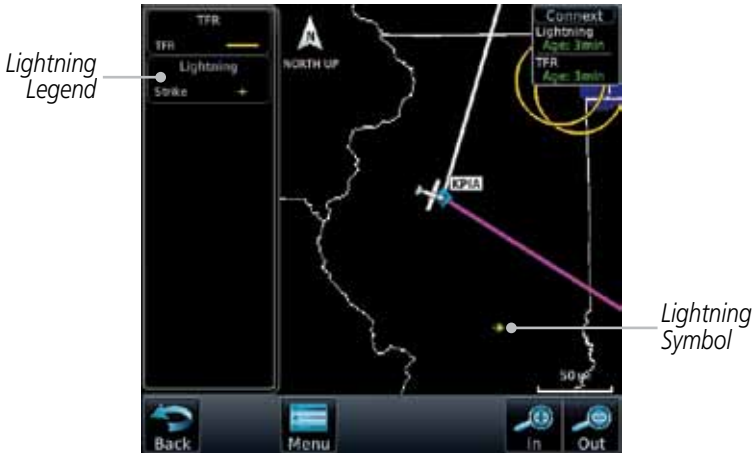 TFR
TFR
Lightning
Strike
Lightning
Legend
N
NORTH UP
Connext
Lightning
Age: 3min
TFR
Age: 3min
KPIA
Lightning
Symbol
50
Back
Menu
In
Out